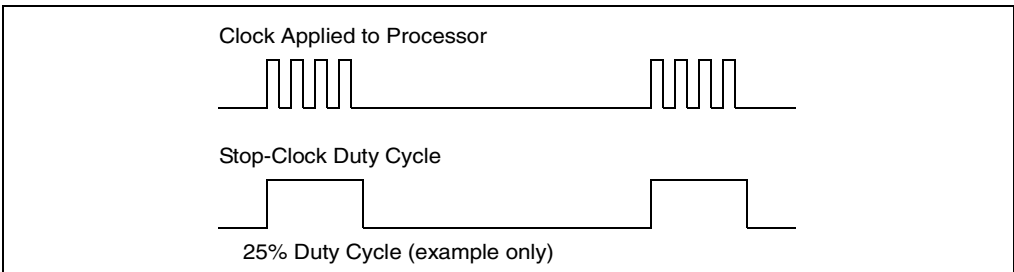 Clock Applied to Processor
Stop-Clock Duty Cycle
25% Duty Cycle (example only)